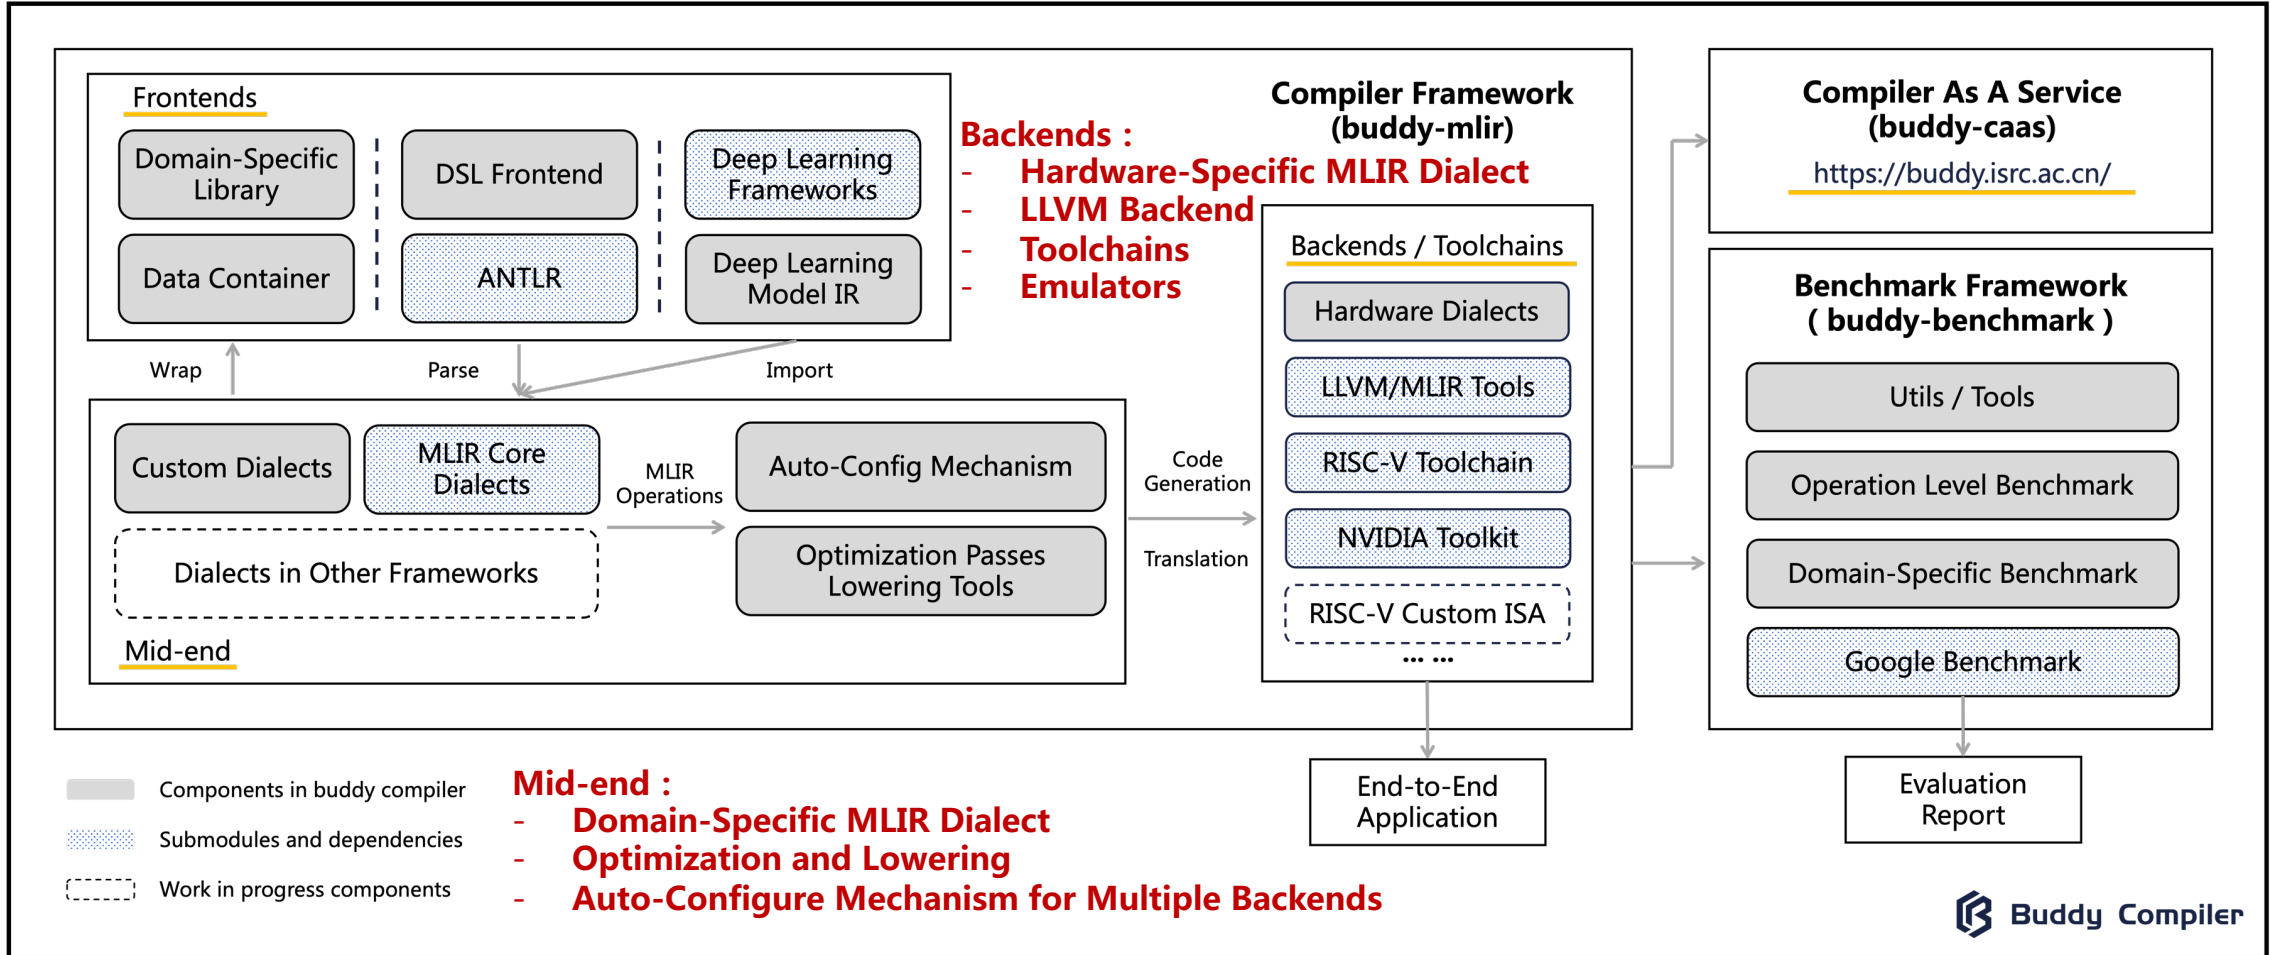 Frontends
Domain-Specific
Library
DSL Frontend
Deep Learning
Frameworks
Data Container
ANTLR
Deep Learning
Model IR
Wrap
Parse
Import
Custom Dialects
MLIR Core
Dialects
Dialects in Other Frameworks
MLIR
Operations
Auto-Config Mechanism
Optimization Passes
Lowering Tools
Mid-end
Code
Generation
Translation
Compiler Framework
(buddy-mlir)
Backends :
- Hardware-Specific MLIR Dialect
- LLVM Backend
- Toolchains
- Emulators
Backends / Toolchains
Hardware Dialects
LLVM/MLIR Tools
RISC-V Toolchain
NVIDIA Toolkit
RISC-V Custom ISA
... ...
End-to-End
Application
Compiler As A Service
(buddy-caas)
https://buddy.isrc.ac.cn/
Benchmark Framework
( buddy-benchmark )
Utils / Tools
Operation Level Benchmark
Domain-Specific Benchmark
Google Benchmark
Evaluation
Report
Components in buddy compiler
Submodules and dependencies
Work in progress components
Mid-end :
- Domain-Specific MLIR Dialect
- Optimization and Lowering
- Auto-Configure Mechanism for Multiple Backends
Buddy Compiler